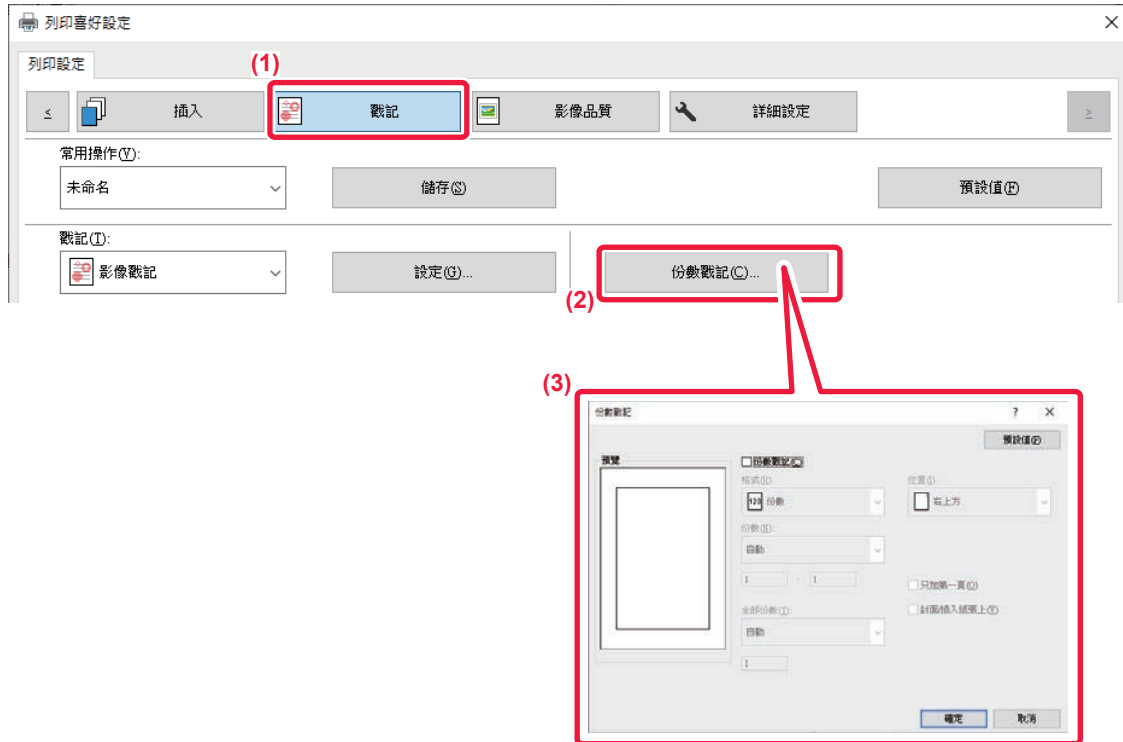 列印喜好設定
列印設定
(1)
≤ 插入 戳記 影像品質 詳細設定 ≥
常用操作(V):
未命名 儲存(S) 預設值(F)
戳記(T):
影像戳記 設定(G)... 份數戳記(C)...
(2)
(3)
份數戳記 ?
預設值(F)
預覽 份數戳記(C)
格式(R) 位置(I)
123 份數 右上方
份數(E):
自動
1 - 1 只加第一頁(O)
全部份數(T): 封面/插入紙張上(Y)
自動
1
確定 取消